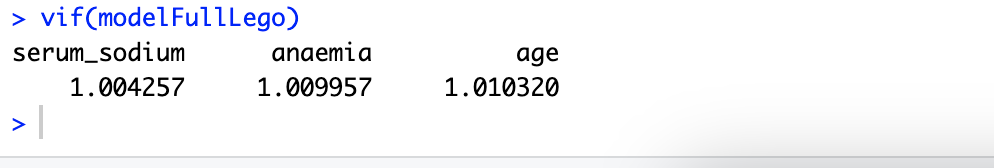 > vif(modelFullLego)
serum_sodium      anaemia          age
    1.004257     1.009957     1.010320
>